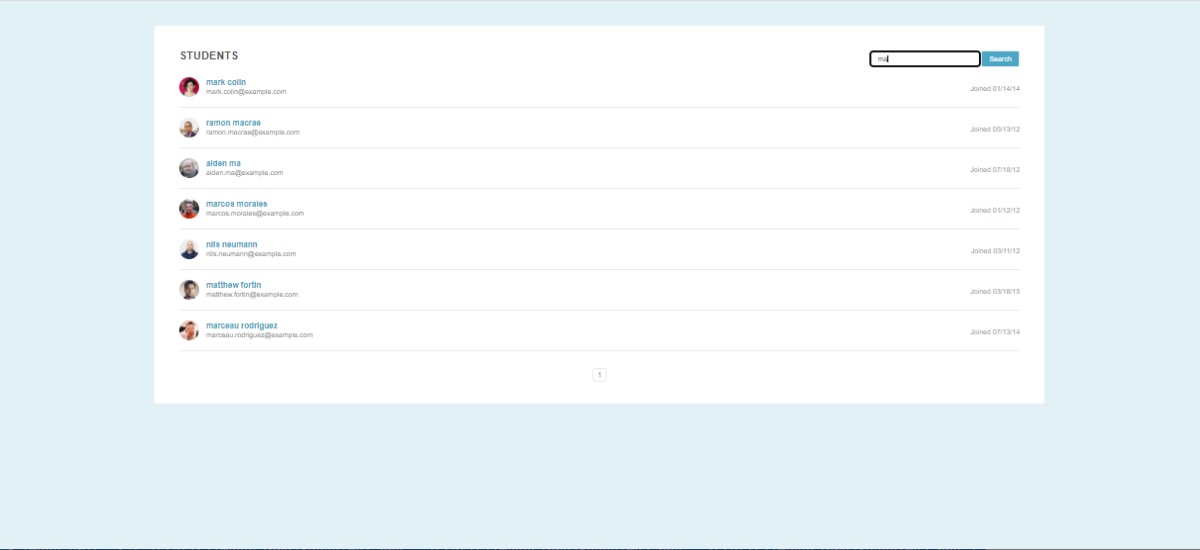 STUDENTS
ma
Search
mark colin
mark.colin@example.com
Joined 01/14/14
ramon macrae
ramon.macrae@example.com
Joined 05/13/12
aiden ma
aiden.ma@example.com
Joined 07/18/12
marcos morales
marcos.morales@example.com
Joined 01/12/12
nils neumann
nils.neumann@example.com
Joined 03/11/12
matthew fortin
matthew.fortin@example.com
Joined 03/18/15
marceau rodriguez
marceau.rodriguez@example.com
Joined 07/13/14
1